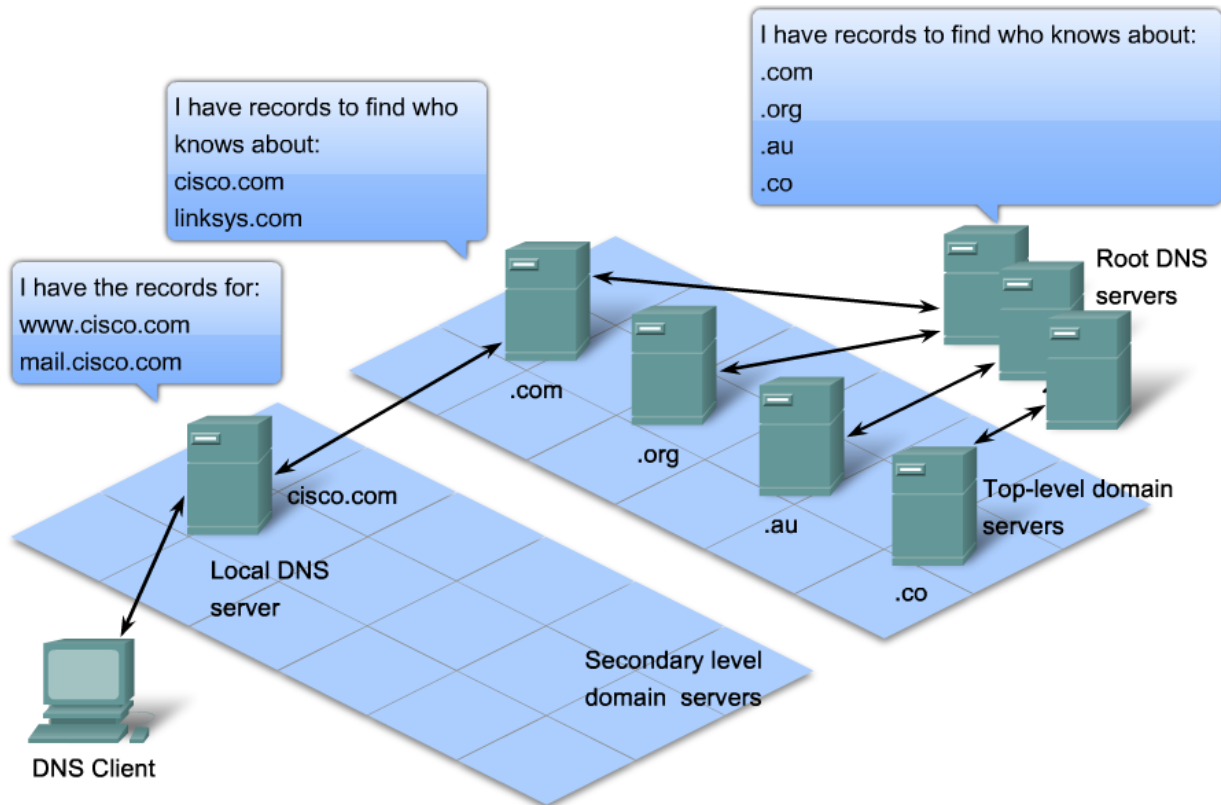 I have records to find who knows about:
.com
.org
.au
.co
I have records to find who
knows about:
cisco.com
linksys.com
I have the records for:
www.cisco.com
mail.cisco.com
Root DNS
servers
.com
.org
.au
.co
Top-level domain
servers
cisco.com
Local DNS
server
Secondary level
domain servers
DNS Client